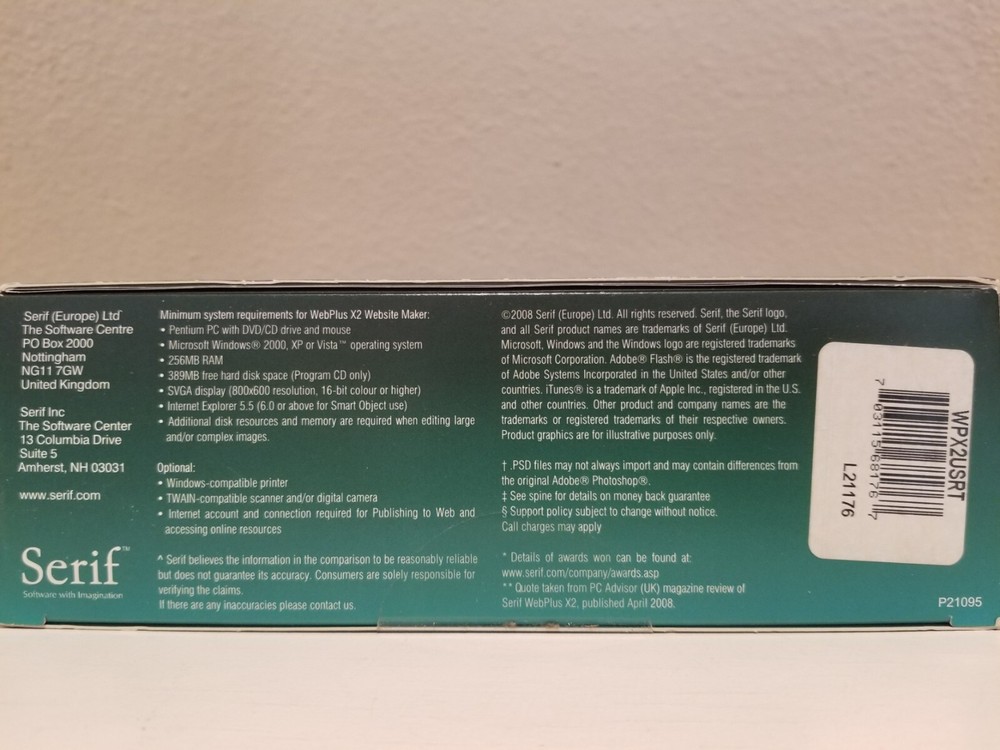 Serif (Europe) Ltd
The Software Centre
PO Box 2000
Nottingham
NG11 7GW
United Kingdom
Serif Inc
The Software Center
13 Columbia Drive
Suite 5
Amherst, NH 03031
www.serif.com
Serif™
Software with Imagination
Minimum system requirements for WebPlus X2 Website Maker:
• Pentium PC with DVD/CD drive and mouse
• Microsoft Windows® 2000, XP or Vista™ operating system
• 256MB RAM
• 389MB free hard disk space (Program CD only)
• SVGA display (800x600 resolution, 16-bit colour or higher)
• Internet Explorer 5.5 (6.0 or above for Smart Object use)
• Additional disk resources and memory are required when editing large
and/or complex images.
Optional:
• Windows-compatible printer
• TWAIN-compatible scanner and/or digital camera
• Internet account and connection required for Publishing to Web and
accessing online resources
^ Serif believes the information in the comparison to be reasonably reliable
but does not guarantee its accuracy. Consumers are solely responsible for
verifying the claims.
If there are any inaccuracies please contact us.
©2008 Serif (Europe) Ltd. All rights reserved. Serif, the Serif logo,
and all Serif product names are trademarks of Serif (Europe) Ltd.
Microsoft, Windows and the Windows logo are registered trademarks
of Microsoft Corporation. Adobe® Flash® is the registered trademark
of Adobe Systems Incorporated in the United States and/or other
countries. iTunes® is a trademark of Apple Inc., registered in the U.S.
and other countries. Other product and company names are the
trademarks or registered trademarks of their respective owners.
Product graphics are for illustrative purposes only.
† .PSD files may not always import and may contain differences from
the original Adobe® Photoshop®.
‡ See spine for details on money back guarantee
§ Support policy subject to change without notice.
Call charges may apply
* Details of awards won can be found at:
www.serif.com/company/awards.asp
** Quote taken from PC Advisor (UK) magazine review of
Serif WebPlus X2, published April 2008.
WPX2USRT
7 83115 68176 7
L21176
P21095